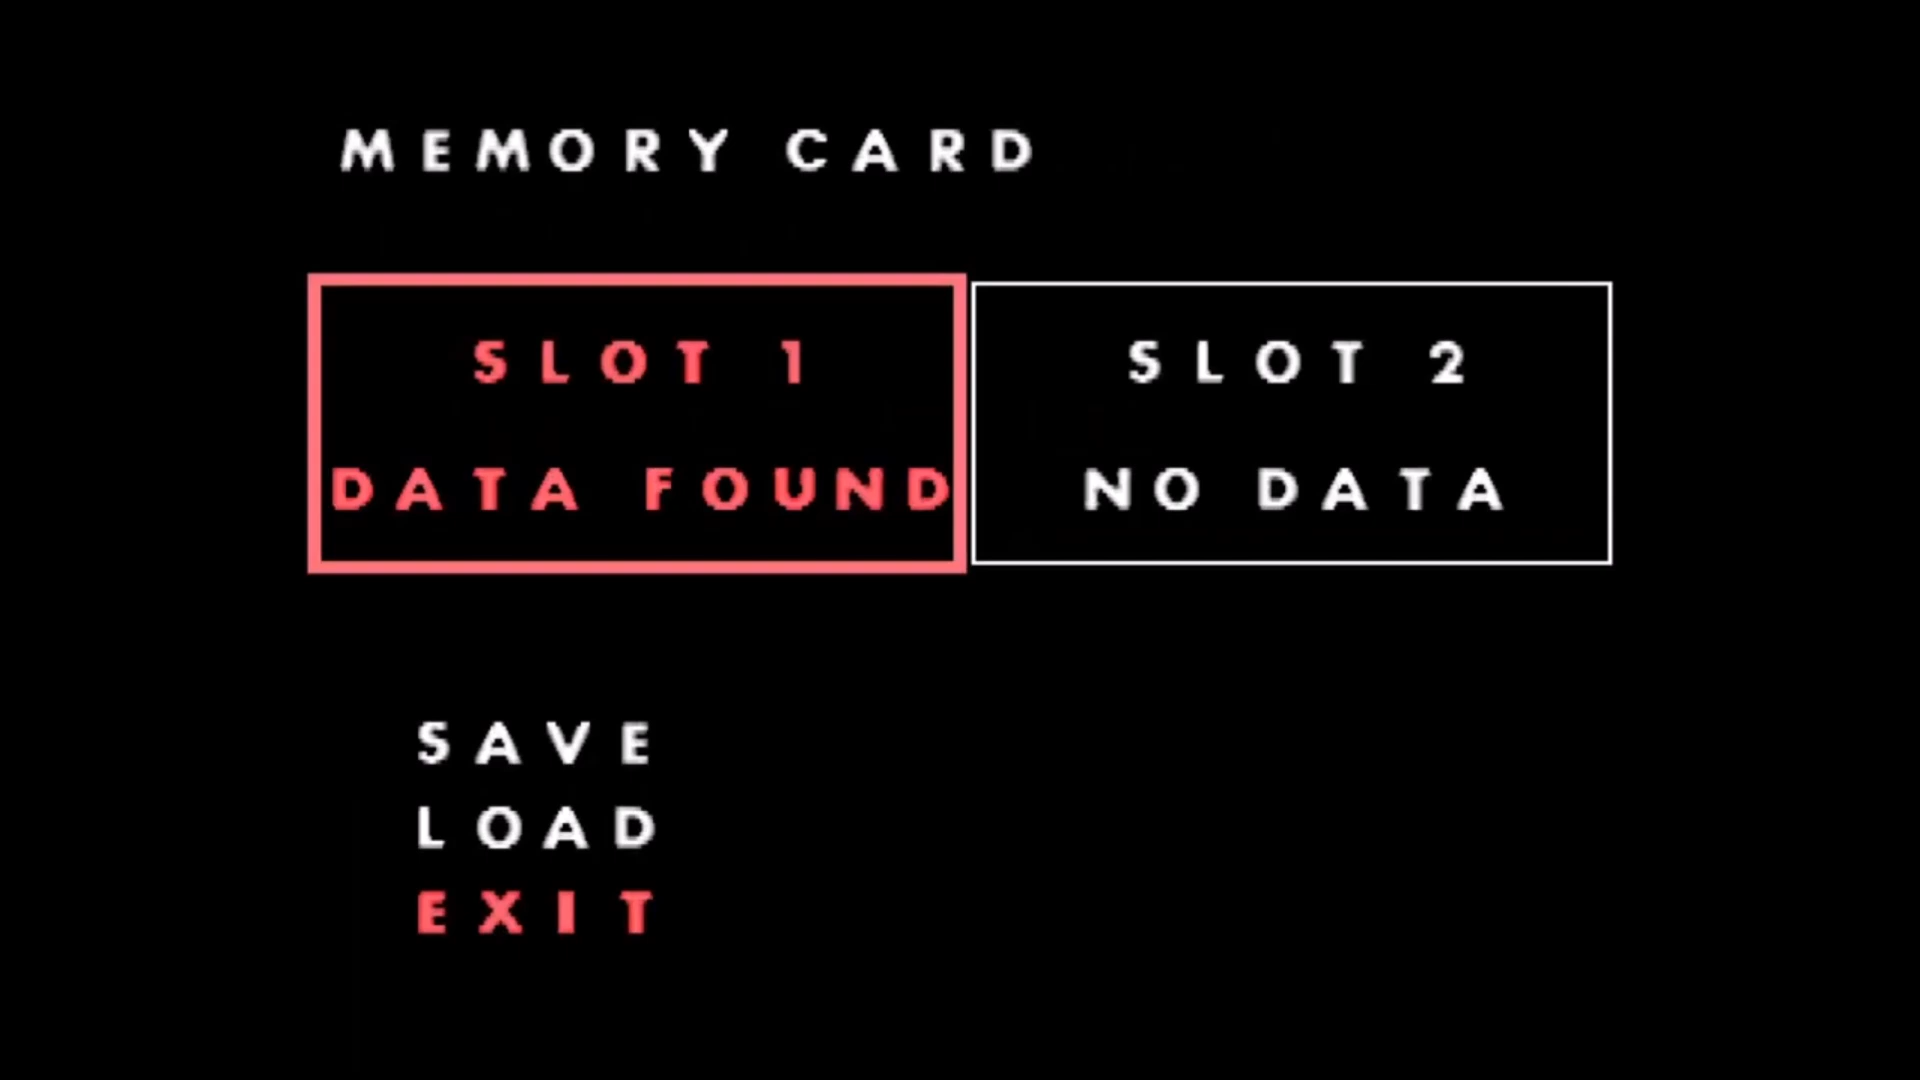 MEMORY CARD
SLOT 1
DATA FOUND
SLOT 2
NO DATA
SAVE
LOAD
EXIT